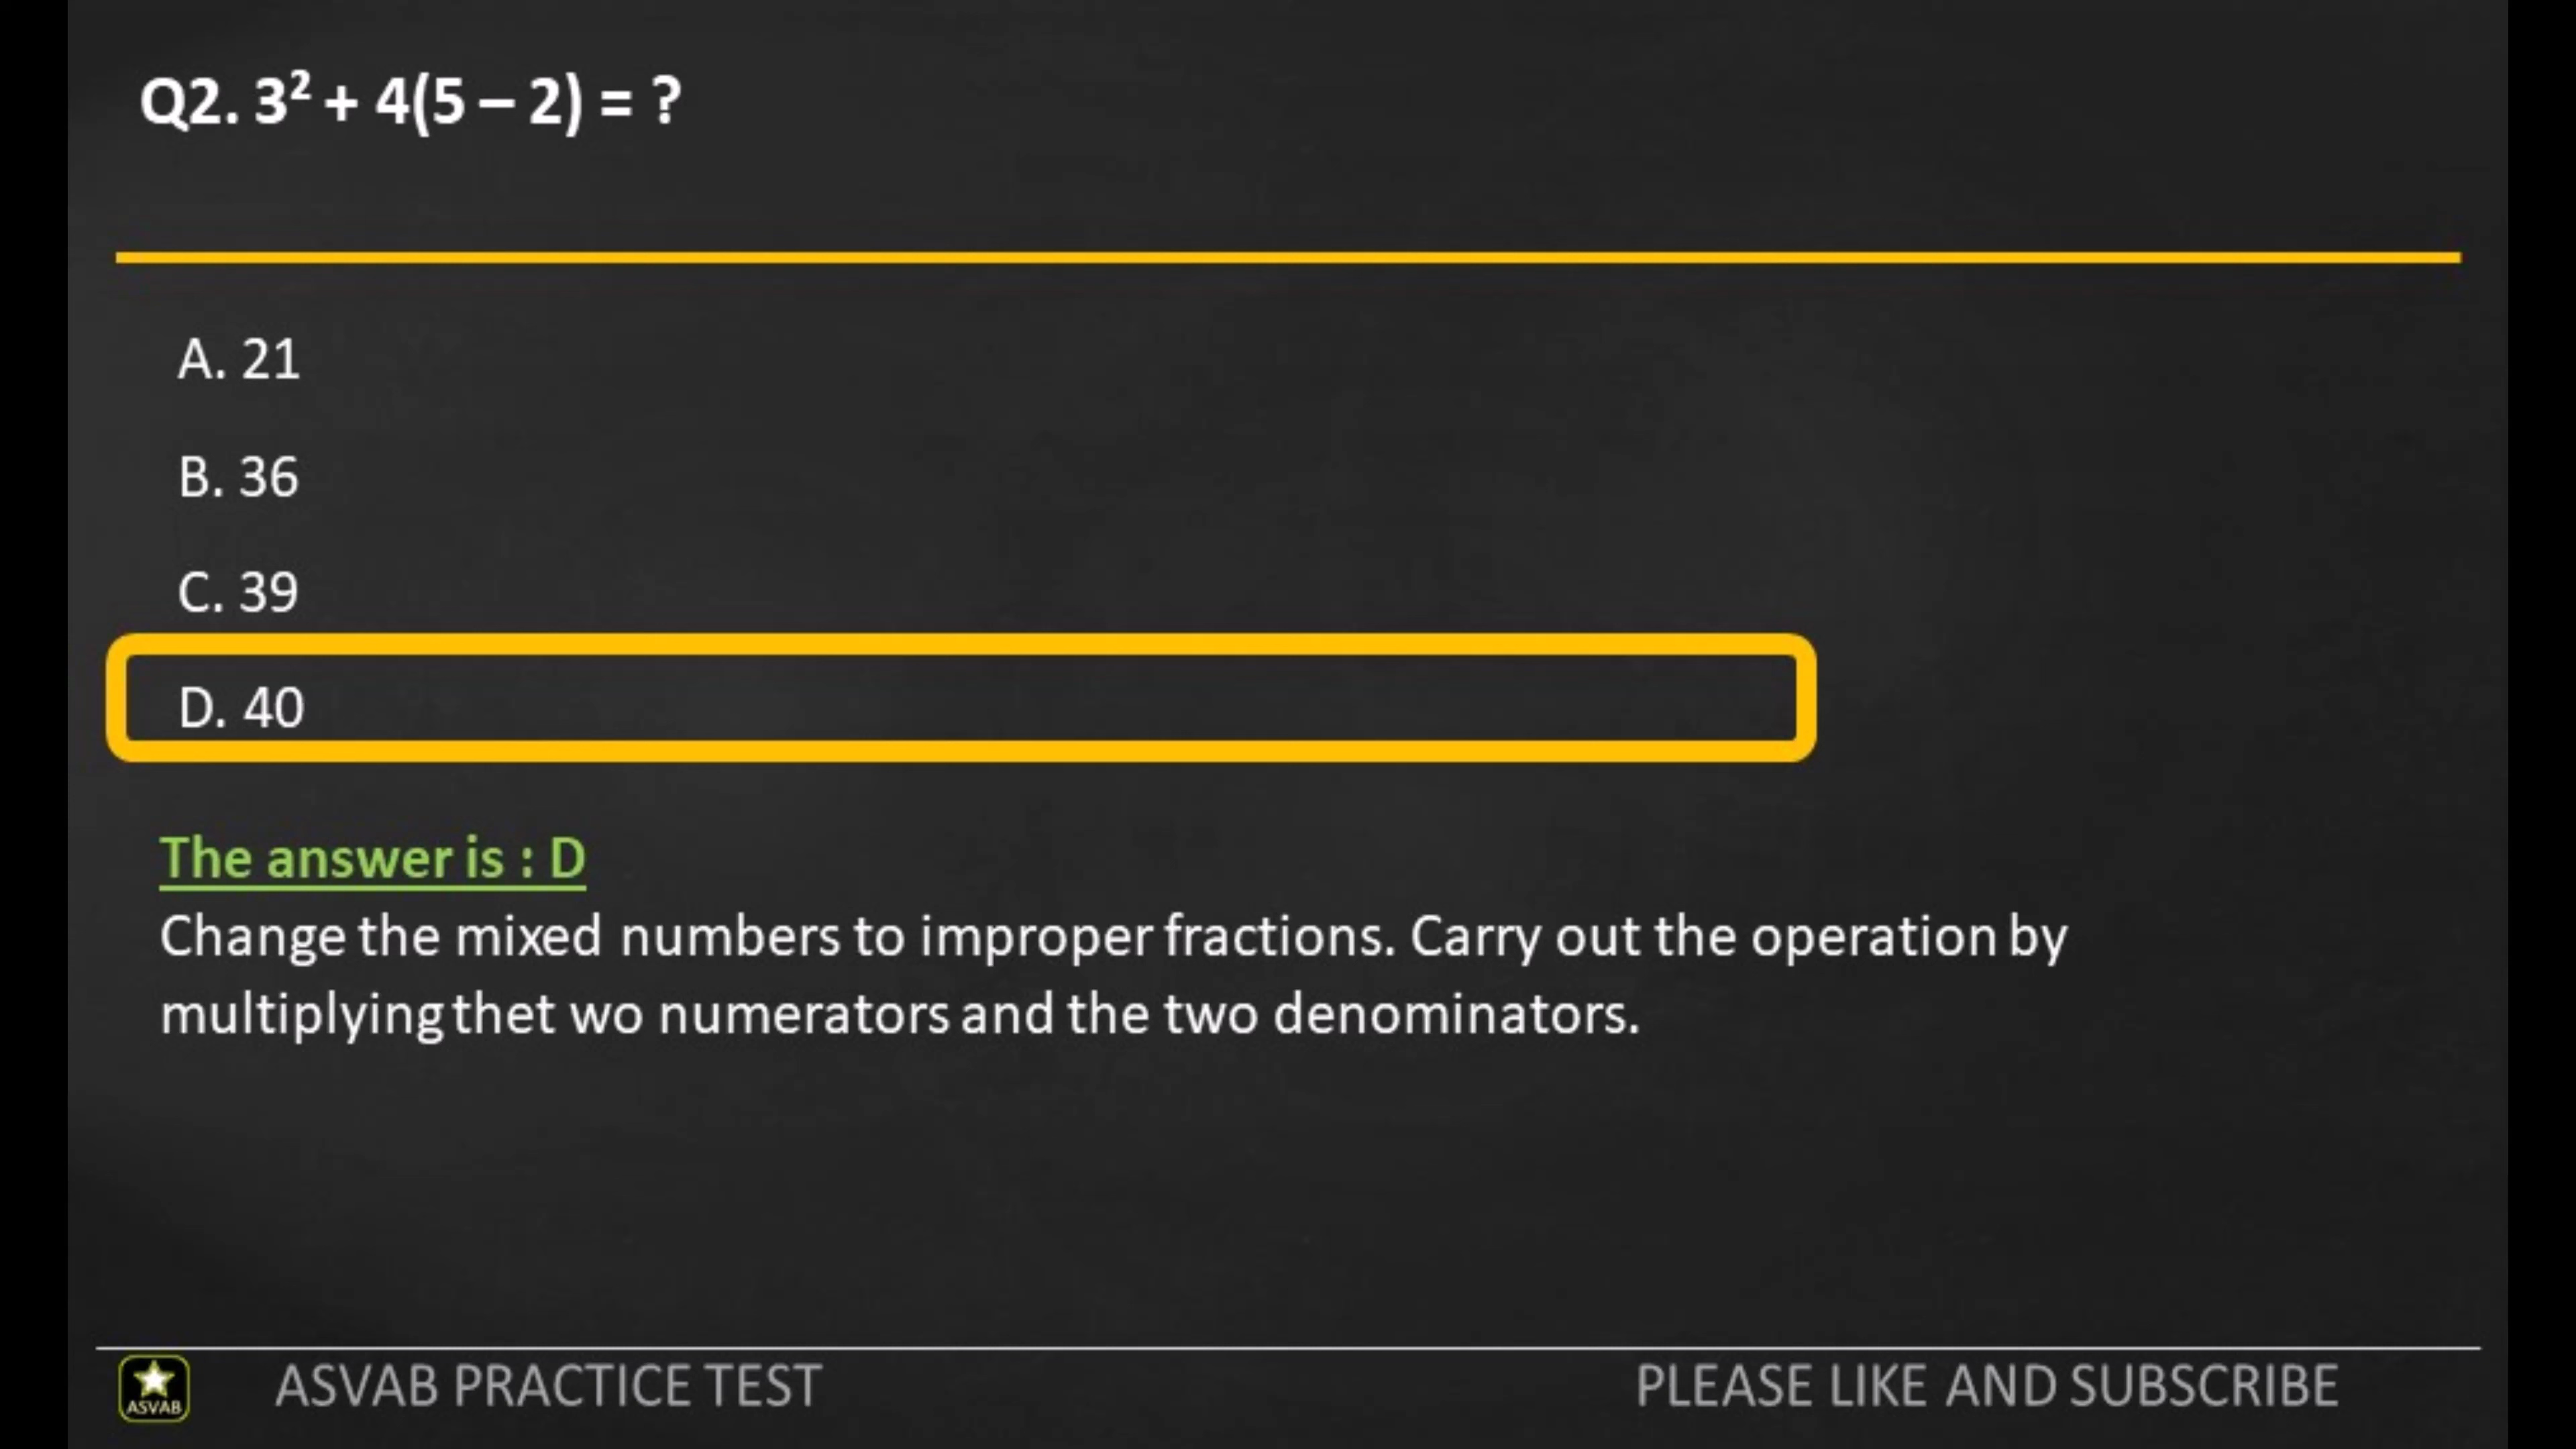 Q2. 3² + 4(5 – 2) = ?
A. 21
B. 36
C. 39
D. 40
The answer is : D
Change the mixed numbers to improper fractions. Carry out the operation by
multiplying thet wo numerators and the two denominators.
ASVAB
ASVAB PRACTICE TEST
PLEASE LIKE AND SUBSCRIBE